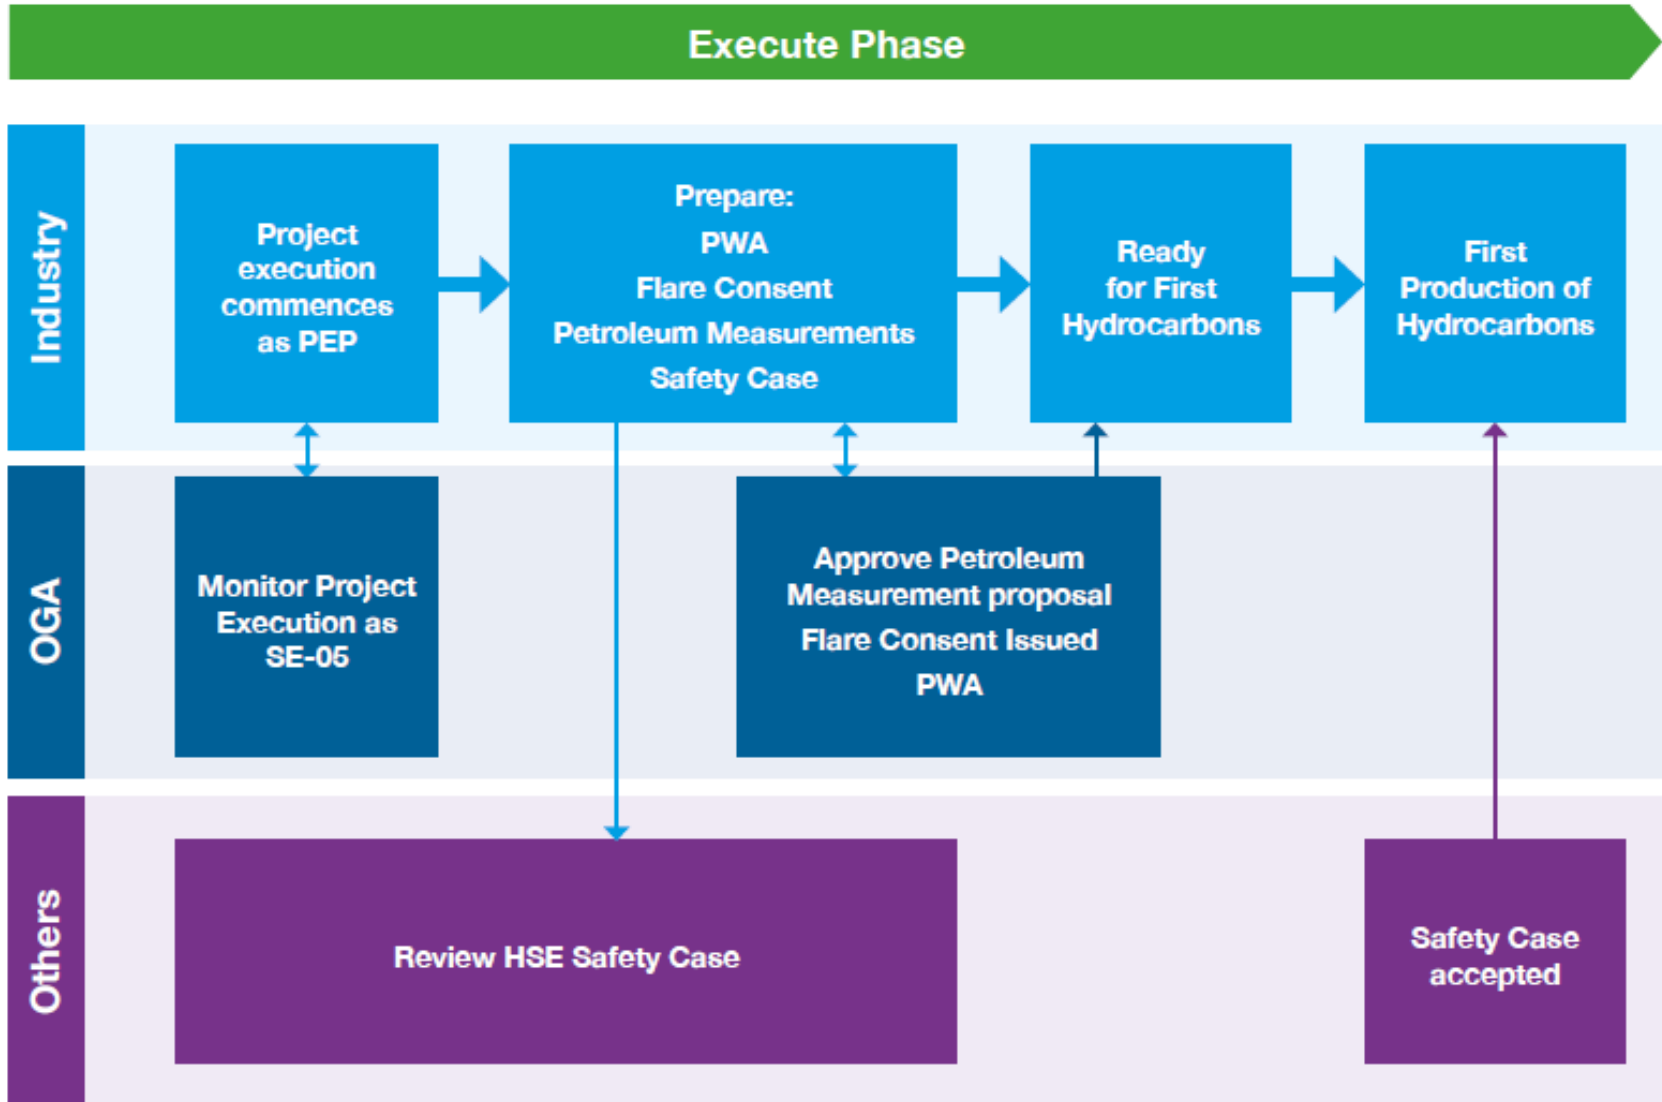 Execute Phase
Industry
Project
execution
commences
as PEP
Prepare:
PWA
Flare Consent
Petroleum Measurements
Safety Case
Ready
for First
Hydrocarbons
First
Production of
Hydrocarbons
OGA
Monitor Project
Execution as
SE-05
Approve Petroleum
Measurement proposal
Flare Consent Issued
PWA
Others
Review HSE Safety Case
Safety Case
accepted